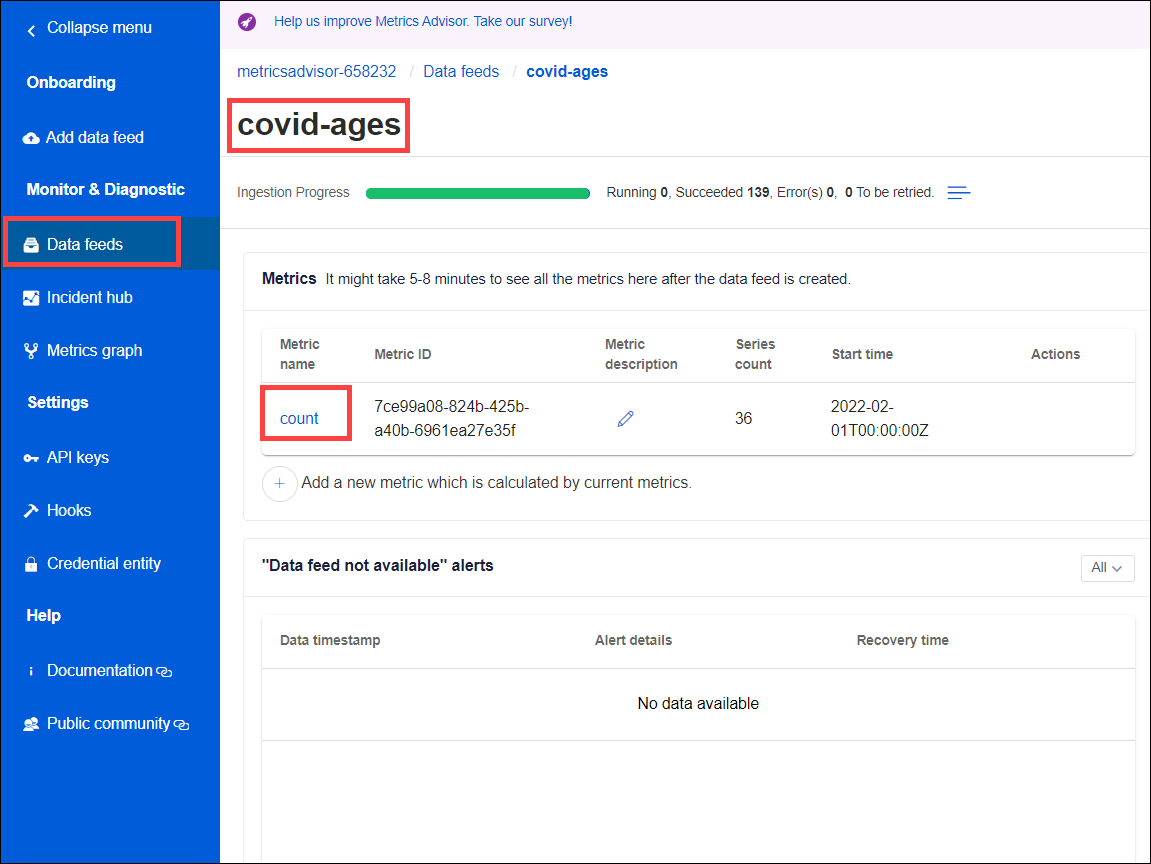 Collapse menu
Onboarding
Add data feed
Monitor & Diagnostic
Data feeds
Incident hub
Metrics graph
Settings
API keys
Hooks
Credential entity
Help
Documentation
Public community
Help us improve Metrics Advisor. Take our survey!
metricsadvisor-658232 / Data feeds / covid-ages
covid-ages
Ingestion Progress Running 0, Succeeded 139, Error(s) 0, 0 To be retried.
Metrics It might take 5-8 minutes to see all the metrics here after the data feed is created.
Metric name Metric ID Metric description Series count Start time Actions
count 7ce99a08-824b-425b-a40b-6961ea27e35f 36 2022-02-01T00:00:00Z
Add a new metric which is calculated by current metrics.
"Data feed not available" alerts All
Data timestamp Alert details Recovery time
No data available